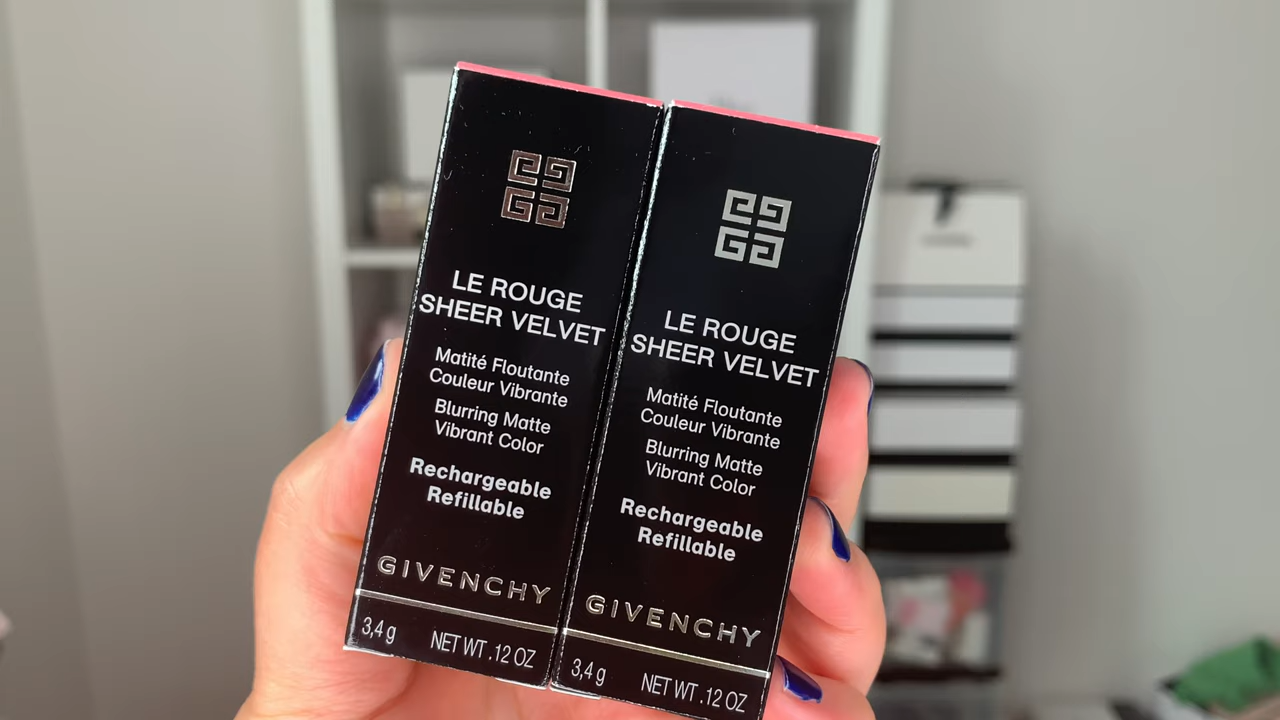 LE ROUGE
SHEER VELVET
Matité Floutante
Couleur Vibrante
Blurring Matte
Vibrant Color
Rechargeable
Refillable
GIVENCHY
3,4 g NET WT .12 OZ
LE ROUGE
SHEER VELVET
Matité Floutante
Couleur Vibrante
Blurring Matte
Vibrant Color
Rechargeable
Refillable
GIVENCHY
3,4 g NET WT .12 OZ